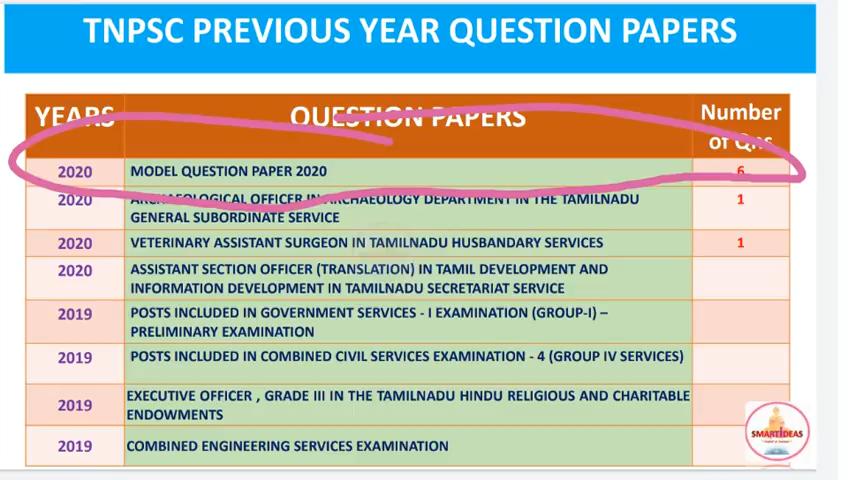 TNPSC PREVIOUS YEAR QUESTION PAPERS
YEARS QUESTION PAPERS Number of Qns
2020 MODEL QUESTION PAPER 2020 6
2020 ARCHAEOLOGICAL OFFICER IN ARCHAEOLOGY DEPARTMENT IN THE TAMILNADU 1
GENERAL SUBORDINATE SERVICE
2020 VETERINARY ASSISTANT SURGEON IN TAMILNADU HUSBANDARY SERVICES 1
2020 ASSISTANT SECTION OFFICER (TRANSLATION) IN TAMIL DEVELOPMENT AND
INFORMATION DEVELOPMENT IN TAMILNADU SECRETARIAT SERVICE
2019 POSTS INCLUDED IN GOVERNMENT SERVICES - I EXAMINATION (GROUP-I) –
PRELIMINARY EXAMINATION
2019 POSTS INCLUDED IN COMBINED CIVIL SERVICES EXAMINATION - 4 (GROUP IV SERVICES)
2019 EXECUTIVE OFFICER , GRADE III IN THE TAMILNADU HINDU RELIGIOUS AND CHARITABLE
ENDOWMENTS
2019 COMBINED ENGINEERING SERVICES EXAMINATION
SMARTIDEAS